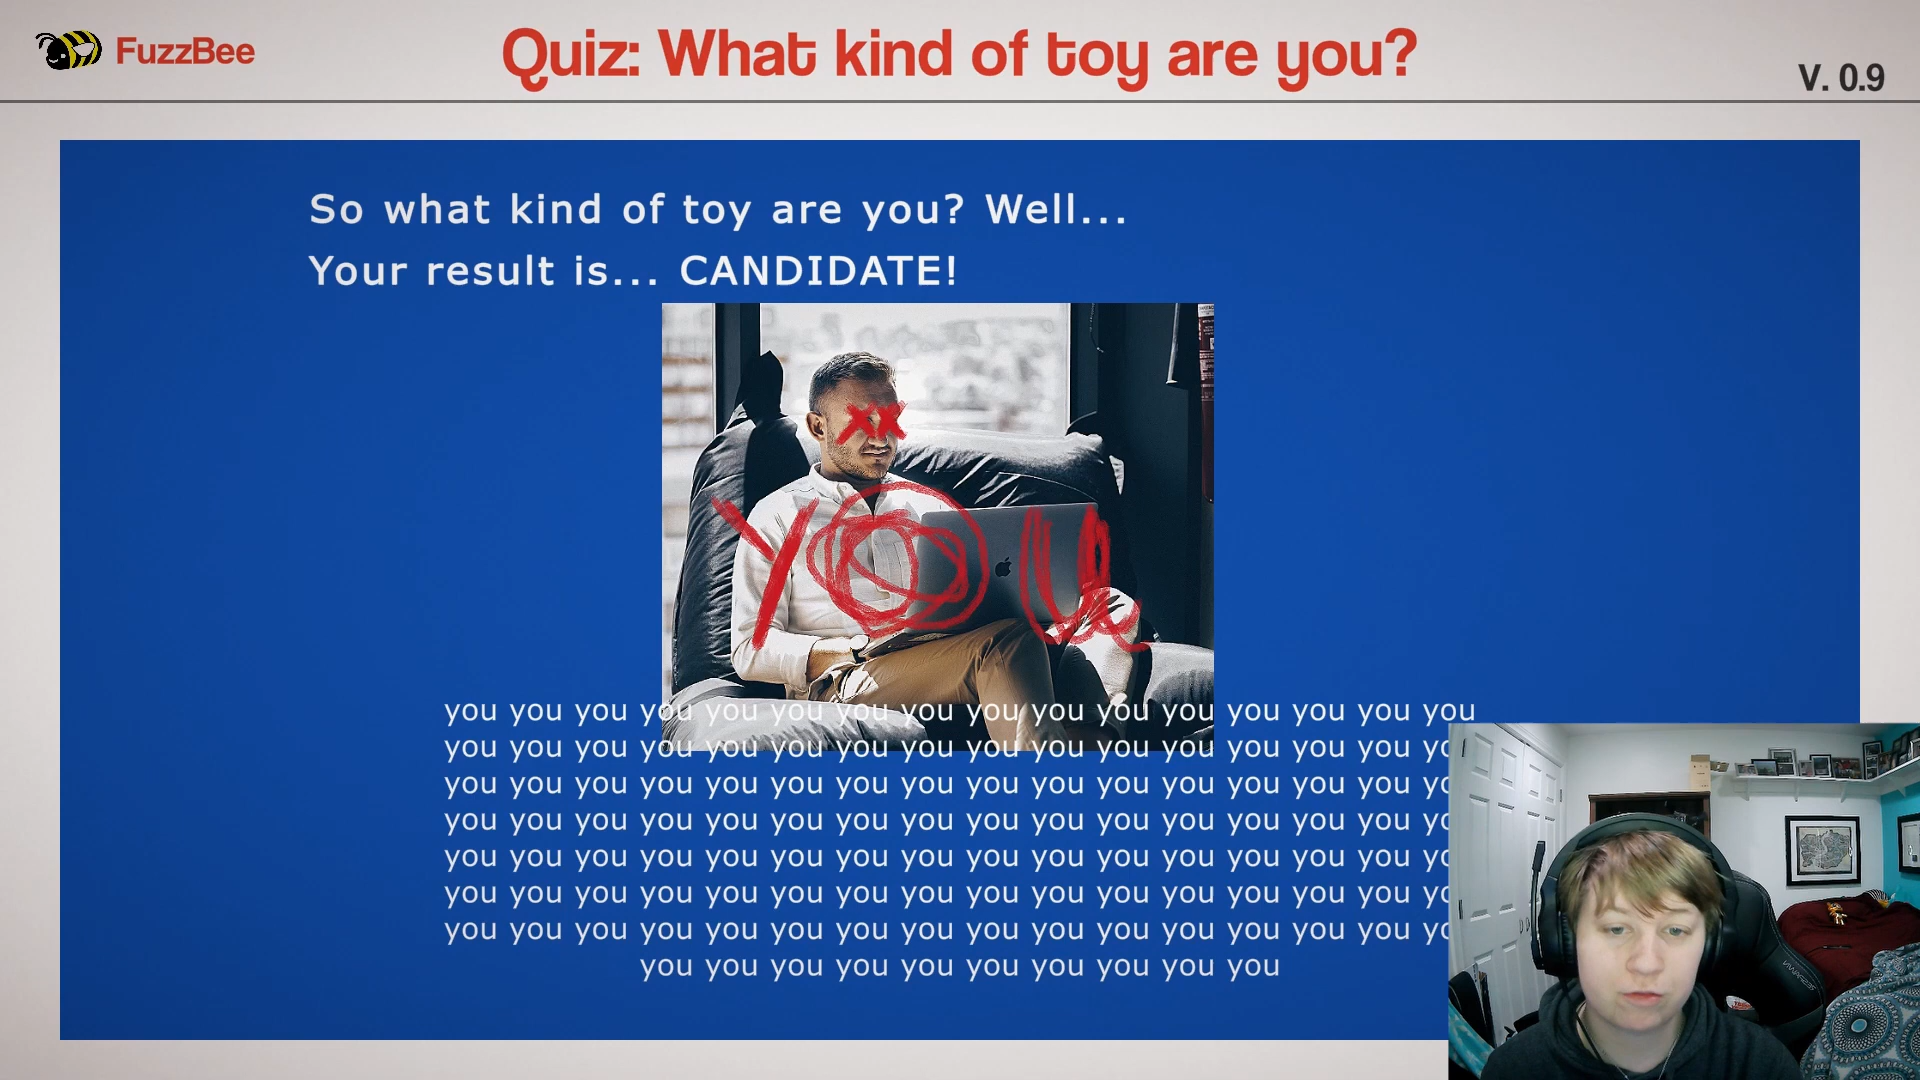 FuzzBee
Quiz: What kind of toy are you?
V. 0.9
So what kind of toy are you? Well...
Your result is... CANDIDATE!
YOU
you you you you you you you you you you you you you you you you
you you you you you you you you you you you you you you you yo
you you you you you you you you you you you you you you you yo
you you you you you you you you you you you you you you you yo
you you you you you you you you you you you you you you you yo
you you you you you you you you you you you you you you you yo
you you you you you you you you you you you you you you you yo
you you you you you you you you you you